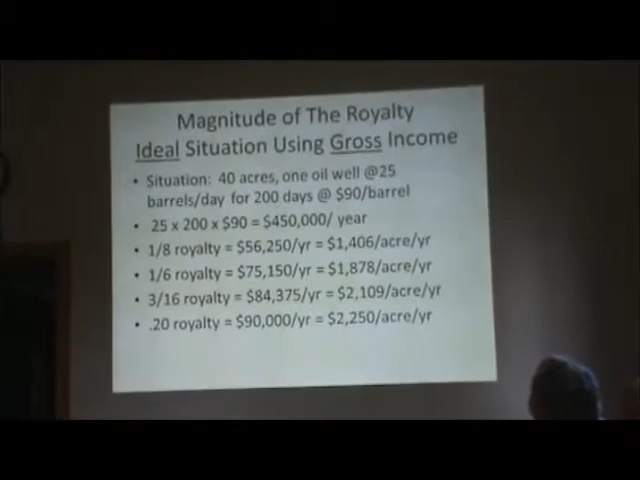 Magnitude of The Royalty
Ideal Situation Using Gross Income
• Situation: 40 acres, one oil well @25
barrels/day for 200 days @ $90/barrel
• 25 x 200 x $90 = $450,000/ year
• 1/8 royalty = $56,250/yr = $1,406/acre/yr
• 1/6 royalty = $75,150/yr = $1,878/acre/yr
• 3/16 royalty = $84,375/yr = $2,109/acre/yr
• .20 royalty = $90,000/yr = $2,250/acre/yr